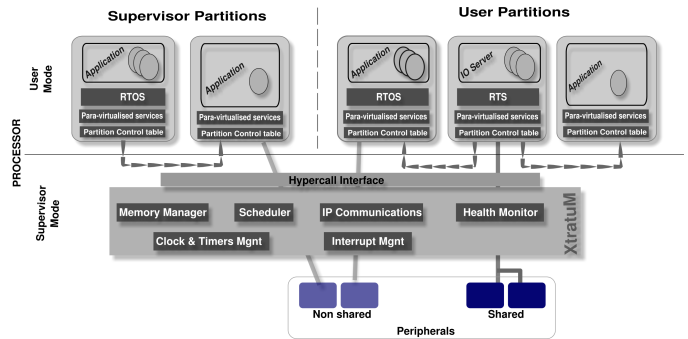 Supervisor Partitions
User Partitions
PROCESSOR
User
Mode
Application
RTOS
Para-virtualised services
Partition Control table
Application
Para-virtualised services
Partition Control table
Application
RTOS
Para-virtualised services
Partition Control table
IO Server
RTS
Para-virtualised services
Partition Control table
Application
Para-virtualised services
Partition Control table
Supervisor
Mode
Hypercall Interface
Memory Manager
Scheduler
IP Communications
Health Monitor
Clock & Timers Mgnt
Interrupt Mgnt
XtratuM
Non shared
Shared
Peripherals